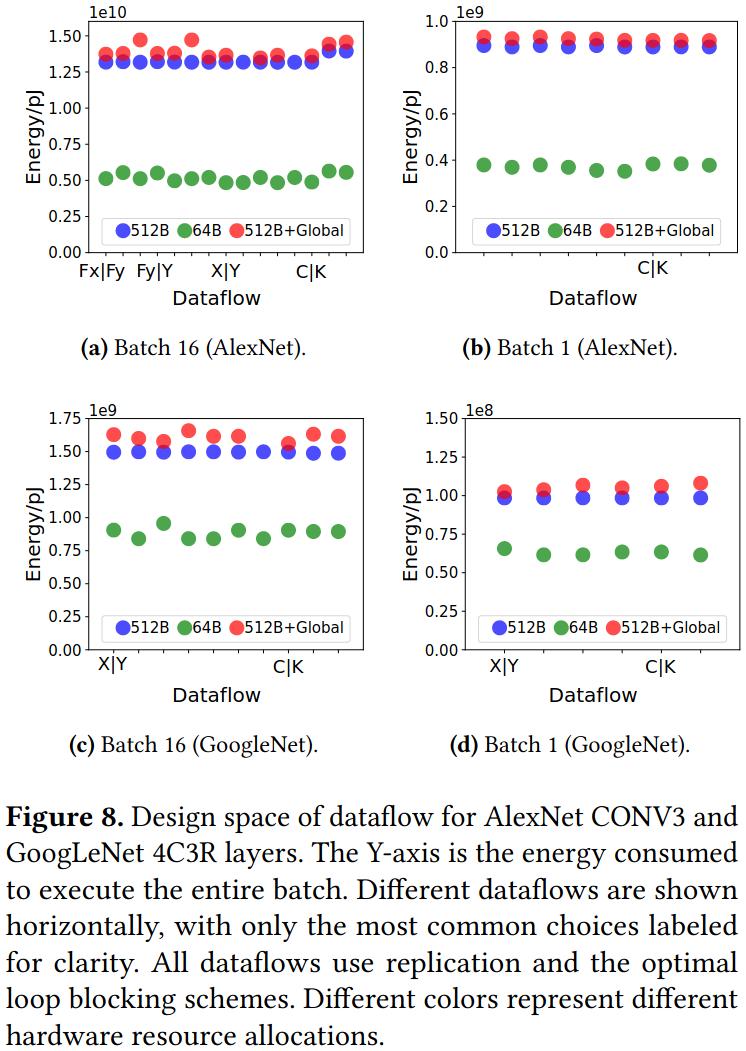 1e10
1.50
1.25
1.00
0.75
0.50
0.25
0.00
Energy/pJ
512B 64B 512B+Global
Fx|Fy Fy|Y X|Y C|K
Dataflow
(a) Batch 16 (AlexNet).
1e9
1.0
0.8
0.6
0.4
0.2
0.0
Energy/pJ
512B 64B 512B+Global
C|K
Dataflow
(b) Batch 1 (AlexNet).
1e9
1.75
1.50
1.25
1.00
0.75
0.50
0.25
0.00
Energy/pJ
512B 64B 512B+Global
X|Y C|K
Dataflow
(c) Batch 16 (GoogleNet).
1e8
1.50
1.25
1.00
0.75
0.50
0.25
0.00
Energy/pJ
512B 64B 512B+Global
X|Y C|K
Dataflow
(d) Batch 1 (GoogleNet).
Figure 8. Design space of dataflow for AlexNet CONV3 and
GoogLeNet 4C3R layers. The Y-axis is the energy consumed
to execute the entire batch. Different dataflows are shown
horizontally, with only the most common choices labeled
for clarity. All dataflows use replication and the optimal
loop blocking schemes. Different colors represent different
hardware resource allocations.